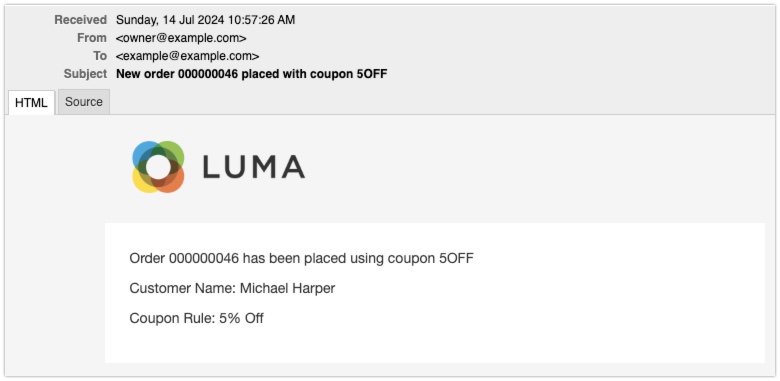 Received Sunday, 14 Jul 2024 10:57:26 AM
From <owner@example.com>
To <example@example.com>
Subject New order 000000046 placed with coupon 5OFF
HTML Source
LUMA
Order 000000046 has been placed using coupon 5OFF
Customer Name: Michael Harper
Coupon Rule: 5% Off